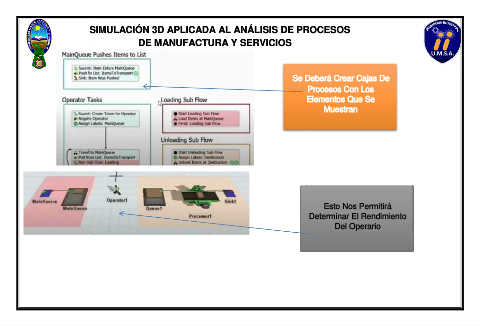 SIMULACIÓN 3D APLICADA AL ANÁLISIS DE PROCESOS
DE MANUFACTURA Y SERVICIOS
U.M.S.A.
MainQueue Pushes Items to List
Source: Item Enters MainQueue
Push to List: ItemsToTransport
Sink: Item Now Pushed
Se Deberá Crear Cajas De
Procesos Con Los
Elementos Que Se
Muestran
Operator Tasks
Source: Create Token for Operator
Acquire Operator
Assign Labels: MainQueue
Loading Sub Flow
Start Loading Sub Flow
Load Items at MainQueue
Finish Loading Sub Flow
Unloading Sub Flow
Travel to MainQueue
Pull from List: ItemsToTransport
Run Sub Flow: Loading
Start Unloading Sub Flow
Assign Labels: Destination
Unload Items at Destination
MainSource
MainQueue
Operator1
Queue1
Processor1
Sink1
Esto Nos Permitirá
Determinar El Rendimiento
Del Operario